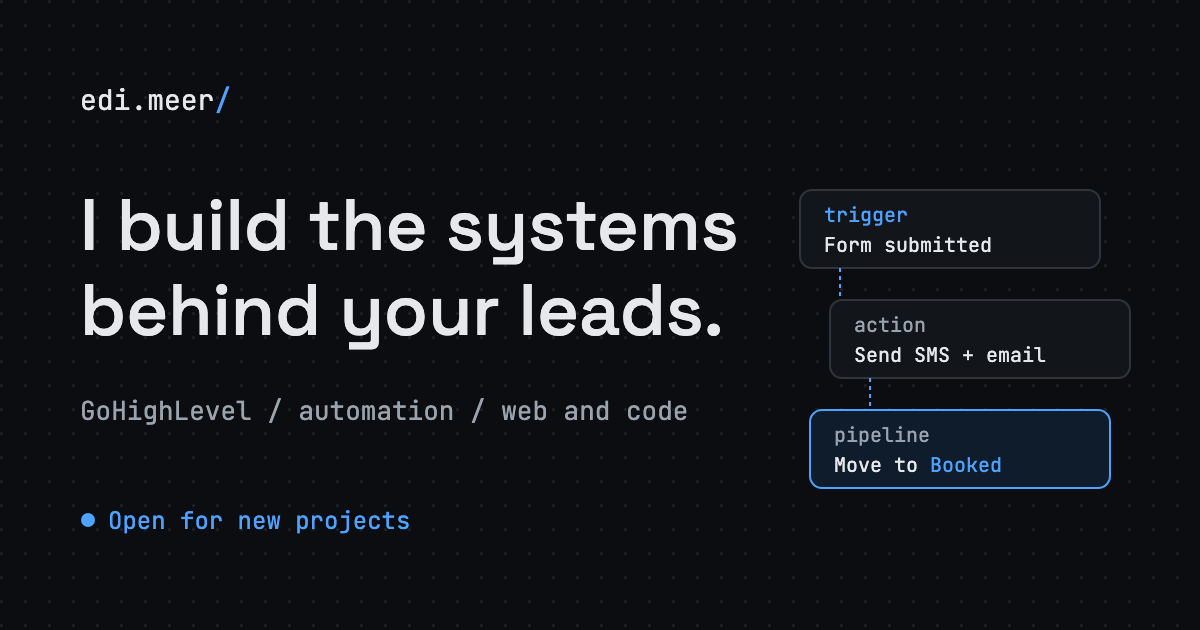 edi.meer/
I build the systems
behind your leads.
GoHighLevel / automation / web and code
Open for new projects
trigger
Form submitted
action
Send SMS + email
pipeline
Move to Booked